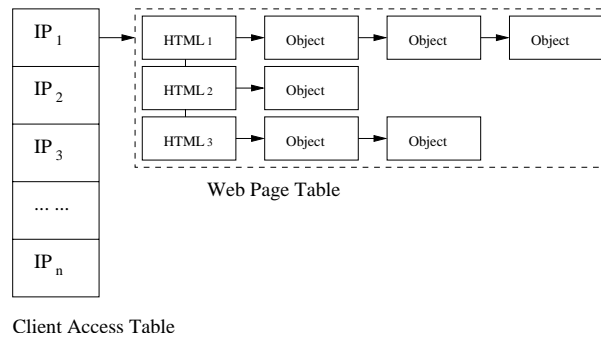 IP 1
HTML 1 Object Object Object
IP 2
HTML 2 Object
IP 3
HTML 3 Object Object
Web Page Table
... ...
IP n
Client Access Table